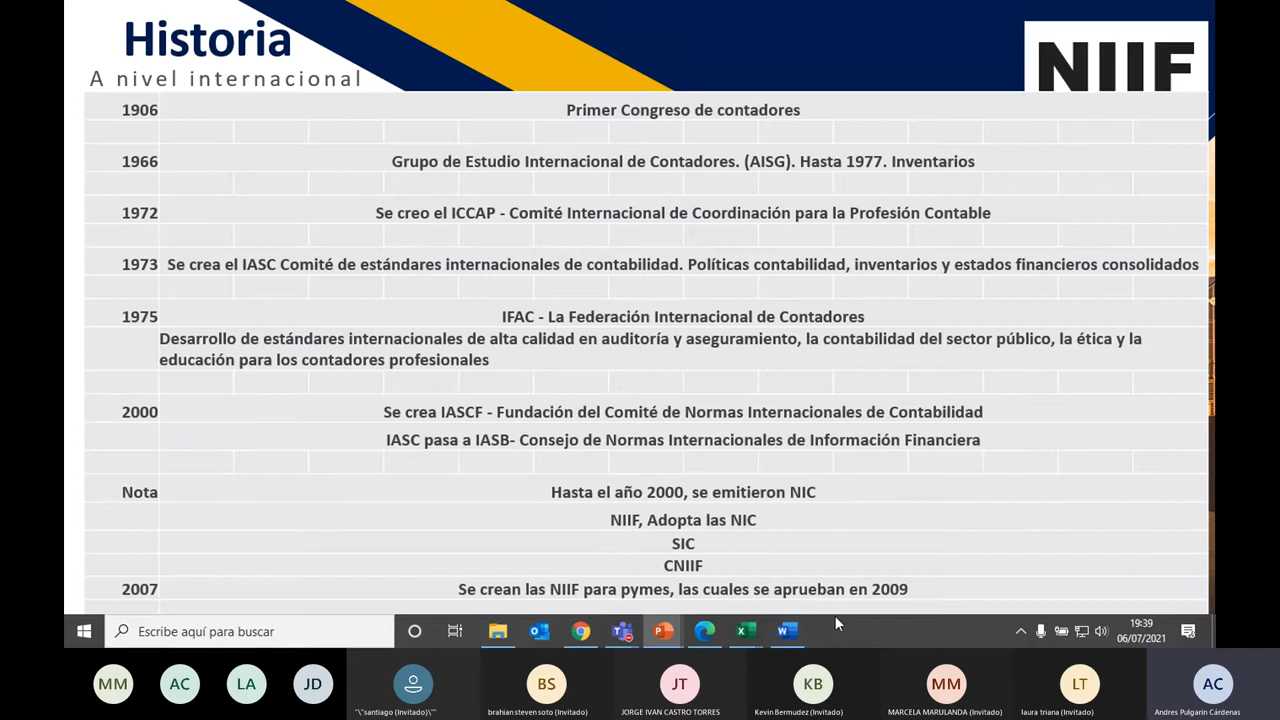 Historia
A nivel internacional
NIIF
1906 Primer Congreso de contadores
1966 Grupo de Estudio Internacional de Contadores. (AISG). Hasta 1977. Inventarios
1972 Se creo el ICCAP - Comité Internacional de Coordinación para la Profesión Contable
1973 Se crea el IASC Comité de estándares internacionales de contabilidad. Políticas contabilidad, inventarios y estados financieros consolidados
1975 IFAC - La Federación Internacional de Contadores
Desarrollo de estándares internacionales de alta calidad en auditoría y aseguramiento, la contabilidad del sector público, la ética y la
educación para los contadores profesionales
2000 Se crea IASCF - Fundación del Comité de Normas Internacionales de Contabilidad
IASC pasa a IASB- Consejo de Normas Internacionales de Información Financiera
Nota Hasta el año 2000, se emitieron NIC
NIIF, Adopta las NIC
SIC
CNIIF
2007 Se crean las NIIF para pymes, las cuales se aprueban en 2009
Escribe aquí para buscar
19:39
06/07/2021
MM AC LA JD BS JT KB MM LT AC
"\"santiago (Invitado)\"" brahian steven soto (Invitado) JORGE IVAN CASTRO TORRES Kevin Bermudez (Invitado) MARCELA MARULANDA (Invitado) laura triana (Invitado) Andres Pulgarin Cárdenas